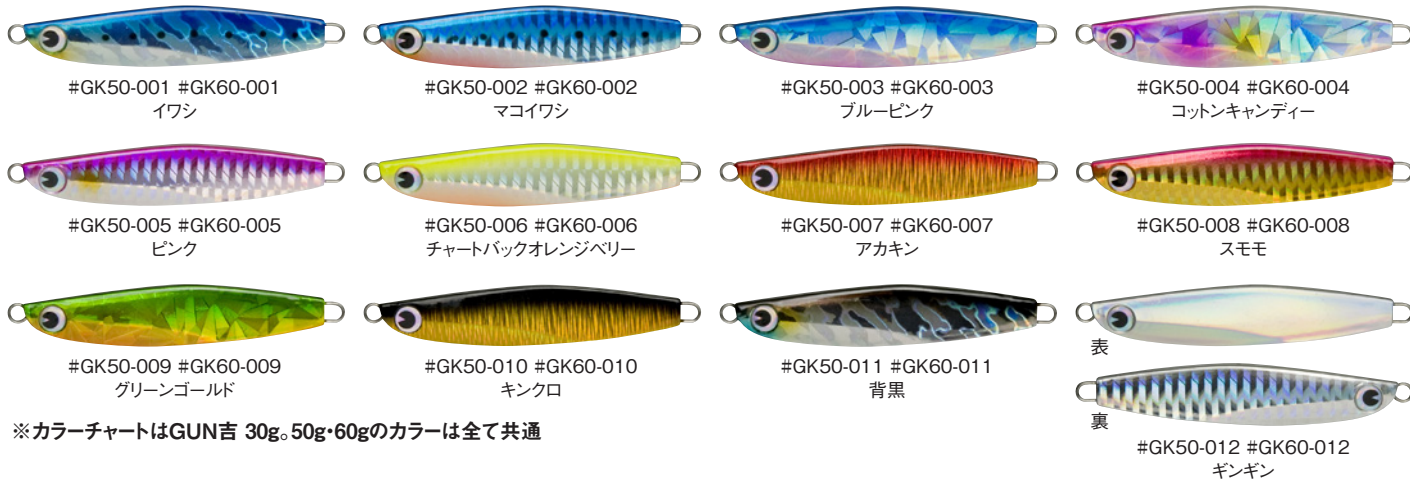 #GK50-001 #GK60-001
イワシ
#GK50-002 #GK60-002
マコイワシ
#GK50-003 #GK60-003
ブルーピンク
#GK50-004 #GK60-004
コットンキャンディー
#GK50-005 #GK60-005
ピンク
#GK50-006 #GK60-006
チャートバックオレンジベリー
#GK50-007 #GK60-007
アカキン
#GK50-008 #GK60-008
スモモ
#GK50-009 #GK60-009
グリーンゴールド
#GK50-010 #GK60-010
キンクロ
#GK50-011 #GK60-011
背黒
表
裏
#GK50-012 #GK60-012
ギンギン
※カラーチャートはGUN吉 30g。50g・60gのカラーは全て共通